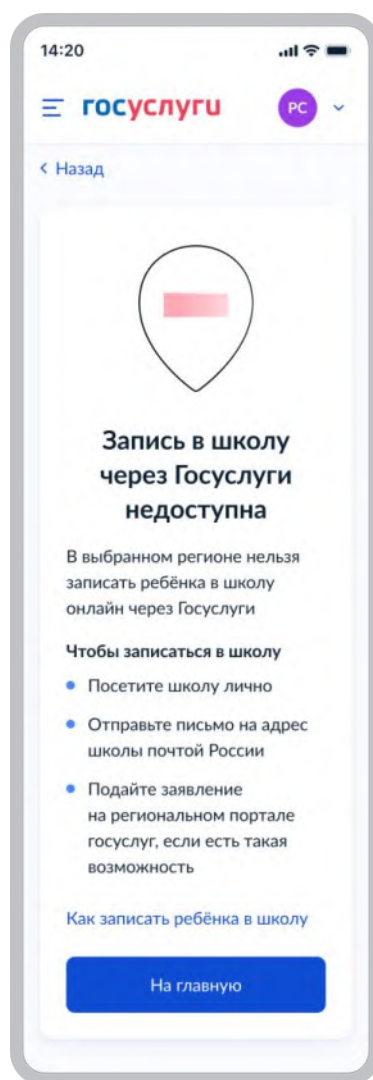 14:20
госуслуги
РС
Назад
Запись в школу
через Госуслуги
недоступна
В выбранном регионе нельзя
записать ребёнка в школу
онлайн через Госуслуги
Чтобы записаться в школу
Посетите школу лично
Отправьте письмо на адрес
школы почтой России
Подайте заявление
на региональном портале
госуслуг, если есть такая
возможность
Как записать ребёнка в школу
На главную